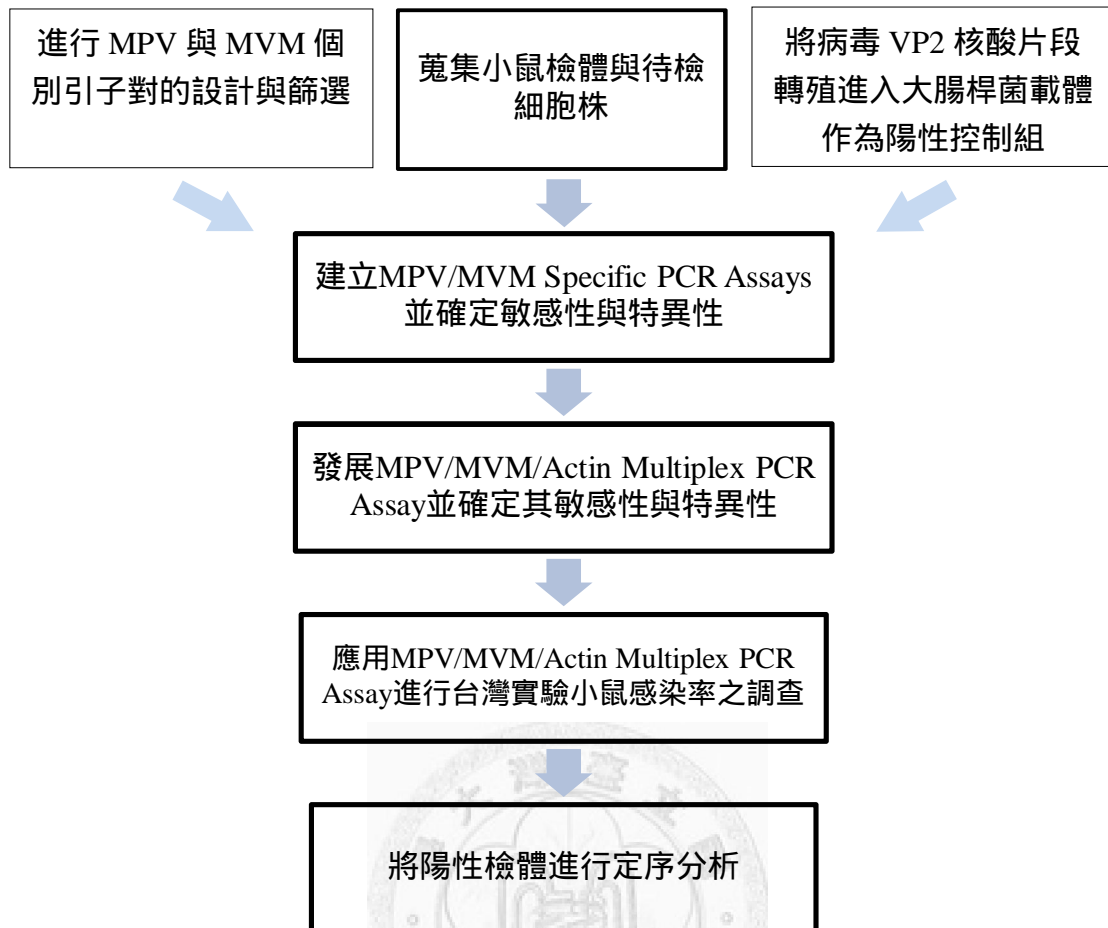 進行 MPV 與 MVM 個
別引子對的設計與篩選
蒐集小鼠檢體與待檢
細胞株
將病毒 VP2 核酸片段
轉殖進入大腸桿菌載體
作為陽性控制組
建立MPV/MVM Specific PCR Assays
並確定敏感性與特異性
發展MPV/MVM/Actin Multiplex PCR
Assay並確定其敏感性與特異性
應用MPV/MVM/Actin Multiplex PCR
Assay進行台灣實驗小鼠感染率之調查
將陽性檢體進行定序分析